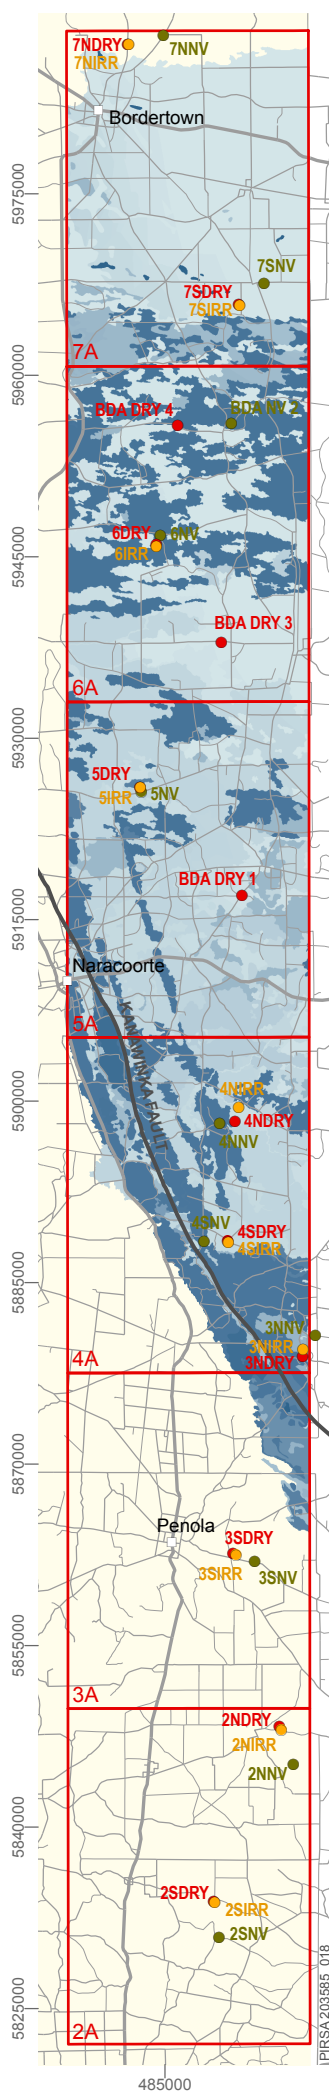 7NDRY
7NNV
7NIRR
Bordertown
5975000
7SNV
7SDRY
7SIRR
7A
5960000
BDA DRY 4
BDA NV 2
6DRY
6NV
6IRR
5945000
BDA DRY 3
6A
5930000
5DRY
5IRR
5NV
BDA DRY 1
5915000
Naracoorte
5A
KANAWINKA FAULT
4NIRR
5900000
4NDRY
4NNV
4SNV
4SDRY
4SIRR
5885000
3NNV
3NIRR
3NDRY
4A
5870000
Penola
3SDRY
3SIRR
3SNV
5855000
3A
2NDRY
2NIRR
2NNV
5840000
2SDRY
2SIRR
2SNV
5825000
2A
PIRSA 203585_018
485000